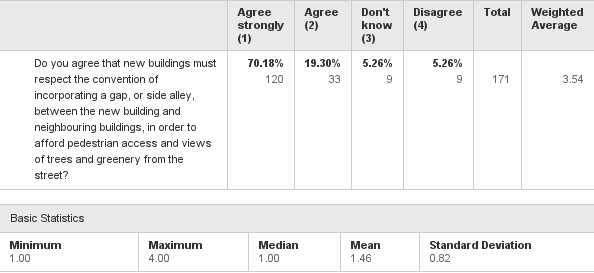 Agree strongly (1) Agree (2) Don't know (3) Disagree (4) Total Weighted Average
Do you agree that new buildings must
respect the convention of
incorporating a gap, or side alley,
between the new building and
neighbouring buildings, in order to
afford pedestrian access and views
of trees and greenery from the
street?
70.18% 19.30% 5.26% 5.26%
120 33 9 9 171 3.54
Basic Statistics
Minimum Maximum Median Mean Standard Deviation
1.00 4.00 1.00 1.46 0.82